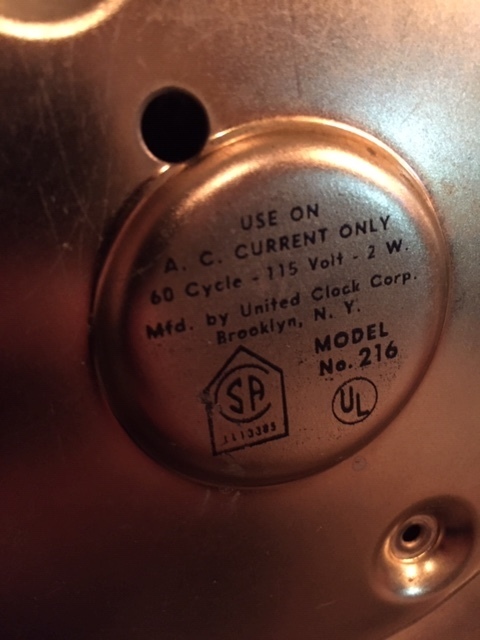 USE ON
A. C. CURRENT ONLY
60 Cycle - 115 Volt - 2 W.
Mfd. by United Clock Corp.
Brooklyn, N. Y.
MODEL
No. 216
SA
UL